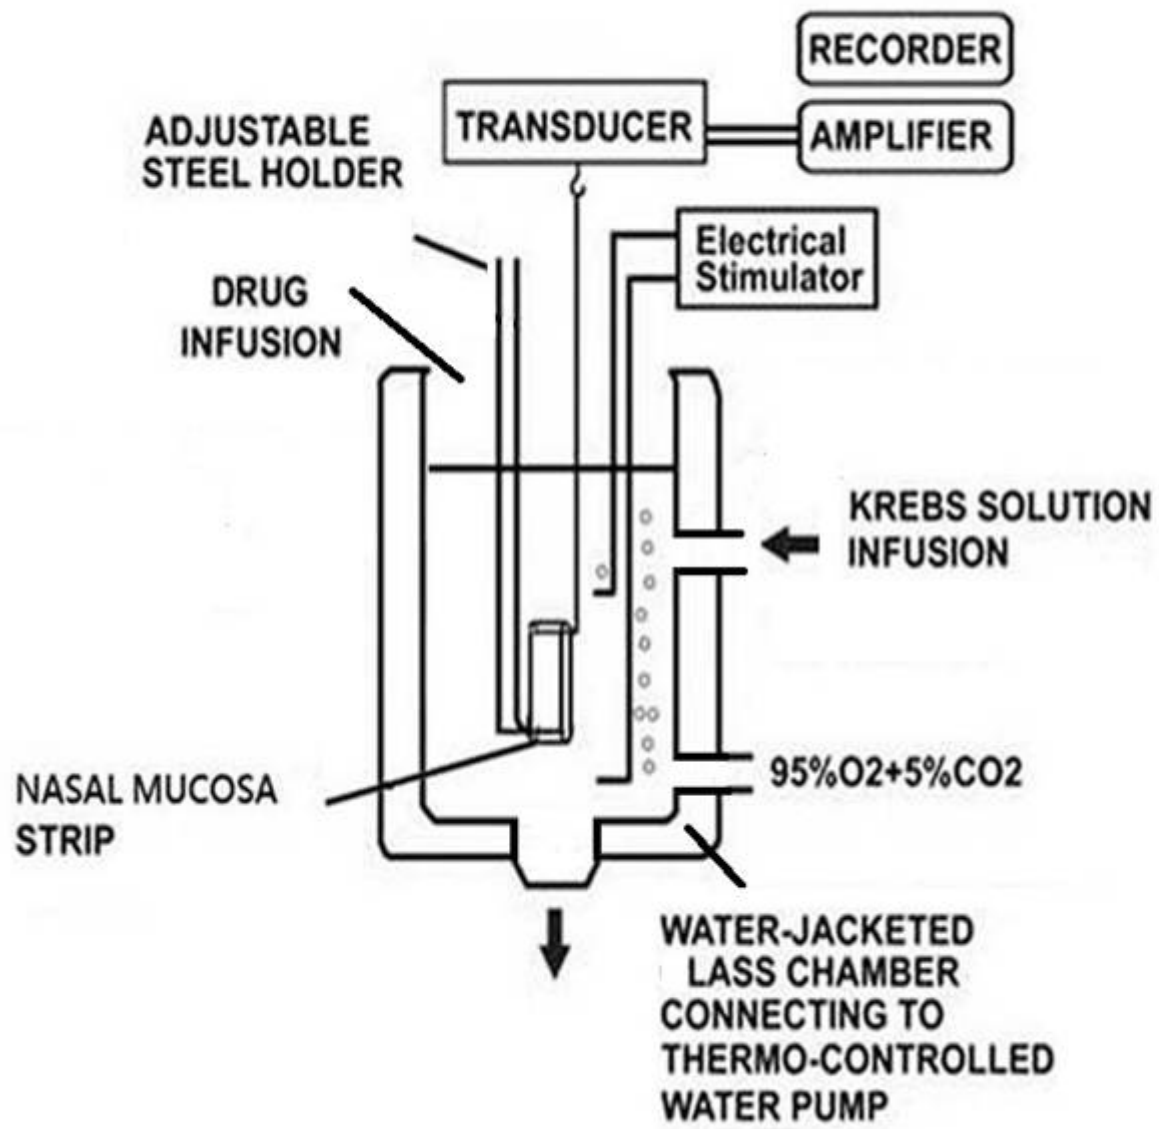 RECORDER
TRANSDUCER
AMPLIFIER
ADJUSTABLE
STEEL HOLDER
Electrical
Stimulator
DRUG
INFUSION
KREBS SOLUTION
INFUSION
NASAL MUCOSA
STRIP
95%O2+5%CO2
WATER-JACKETED
LASS CHAMBER
CONNECTING TO
THERMO-CONTROLLED
WATER PUMP